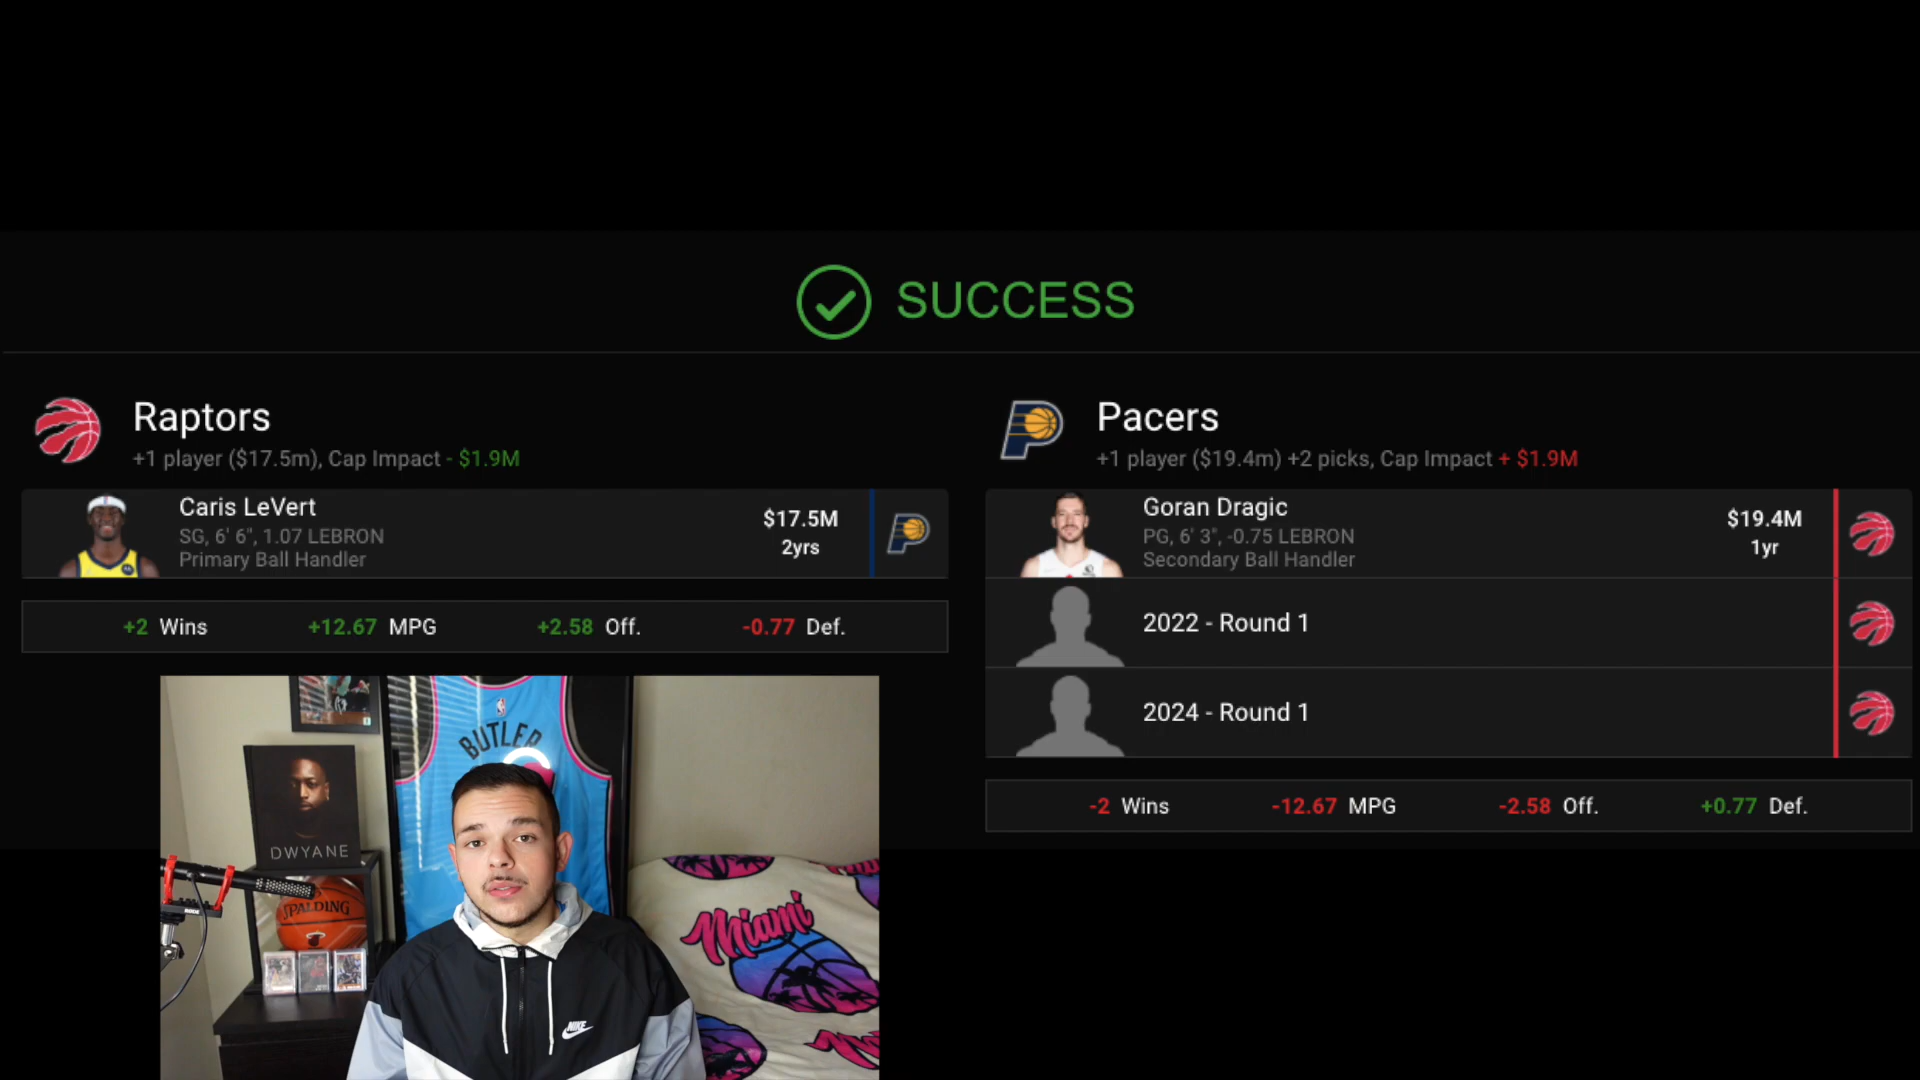 SUCCESS
Raptors
+1 player ($17.5m), Cap Impact - $1.9M
Caris LeVert
SG, 6' 6", 1.07 LEBRON
Primary Ball Handler
$17.5M
2yrs
+2 Wins +12.67 MPG +2.58 Off. -0.77 Def.
Pacers
+1 player ($19.4m) +2 picks, Cap Impact + $1.9M
Goran Dragic
PG, 6' 3", -0.75 LEBRON
Secondary Ball Handler
$19.4M
1yr
2022 - Round 1
2024 - Round 1
-2 Wins -12.67 MPG -2.58 Off. +0.77 Def.
BUTLER
DWYANE
SPALDING
Miami
NIKE